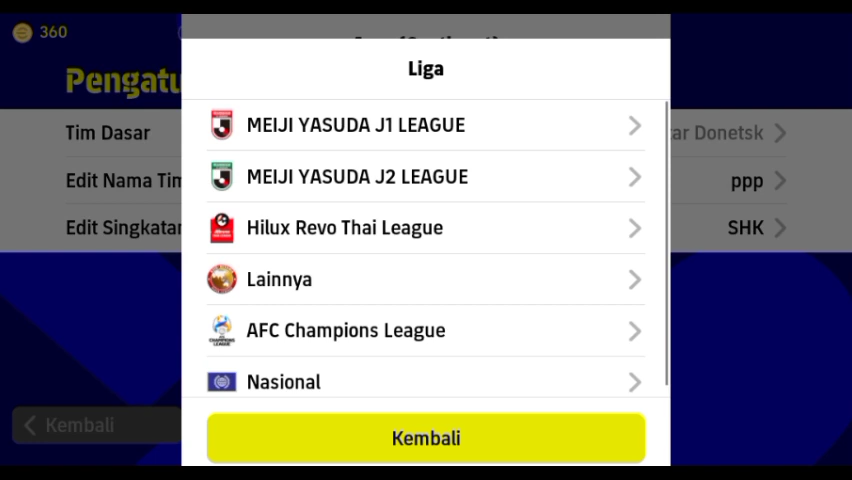 360
Liga
Pengatu
MEIJI YASUDA J1 LEAGUE
Tim Dasar
ar Donetsk
MEIJI YASUDA J2 LEAGUE
Edit Nama Tim
ppp
Hilux Revo Thai League
Edit Singkatan
SHK
Lainnya
AFC Champions League
Nasional
Kembali
Kembali